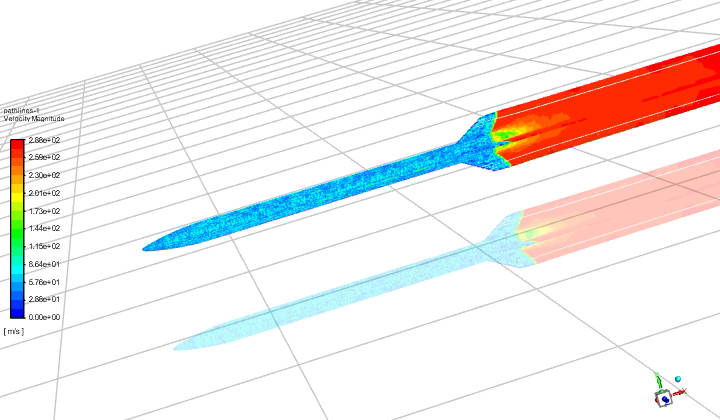 pathlines-1
Velocity Magnitude
2.88e+02
2.59e+02
2.30e+02
2.01e+02
1.73e+02
1.44e+02
1.15e+02
8.64e+01
5.76e+01
2.88e+01
0.00e+00
[ m/s ]